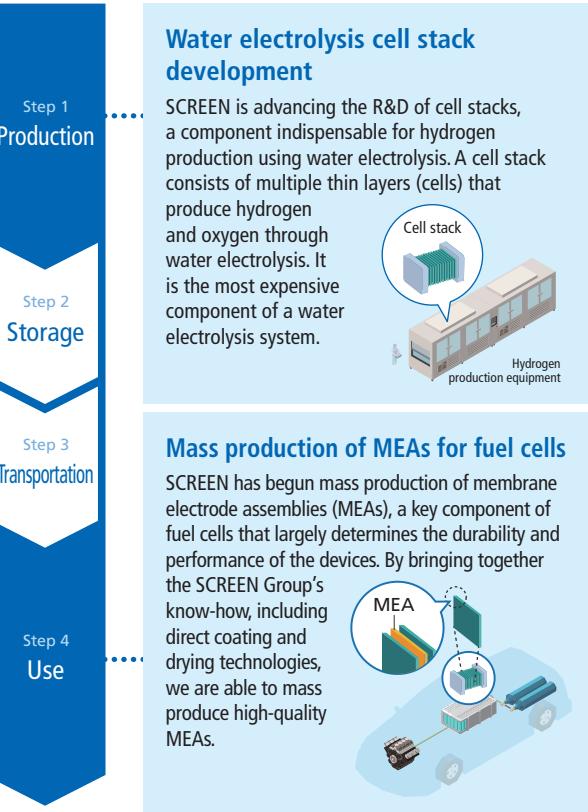 Step 1
Production
Step 2
Storage
Step 3
Transportation
Step 4
Use
Water electrolysis cell stack
development
SCREEN is advancing the R&D of cell stacks,
a component indispensable for hydrogen
production using water electrolysis. A cell stack
consists of multiple thin layers (cells) that
produce hydrogen
and oxygen through
water electrolysis. It
is the most expensive
component of a water
electrolysis system.
Cell stack
Hydrogen
production equipment
Mass production of MEAs for fuel cells
SCREEN has begun mass production of membrane
electrode assemblies (MEAs), a key component of
fuel cells that largely determines the durability and
performance of the devices. By bringing together
the SCREEN Group's
know-how, including
direct coating and
drying technologies,
we are able to mass
produce high-quality
MEAs.
MEA